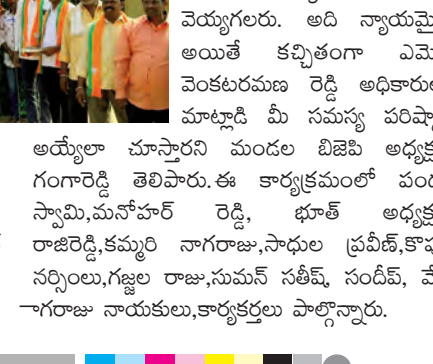 వెయ్యగలరు. అది న్యాయమై
అయితే కచ్చితంగా ఎమె
వెంకటరమణ రెడ్డి అధికారుల
మాట్లాడి మీ సమస్య పరిష్కా
అయ్యేలా చూస్తారని మండల బిజెపి అధ్యక్ష
గంగారెడ్డి తెలిపారు.ఈ కార్యక్రమంలో పండ
స్వామి,మనోహర్ రెడ్డి, భూత్ అధ్యక్ష
రాజిరెడ్డి,కమ్మరి నాగరాజు,సాధుల ప్రవీణ్,కొప
నర్సింలు,గజ్జల రాజు,సుమన్ సతీష్, సందీప్, వే
నాగరాజు నాయకులు,కార్యకర్తలు పాల్గొన్నారు.